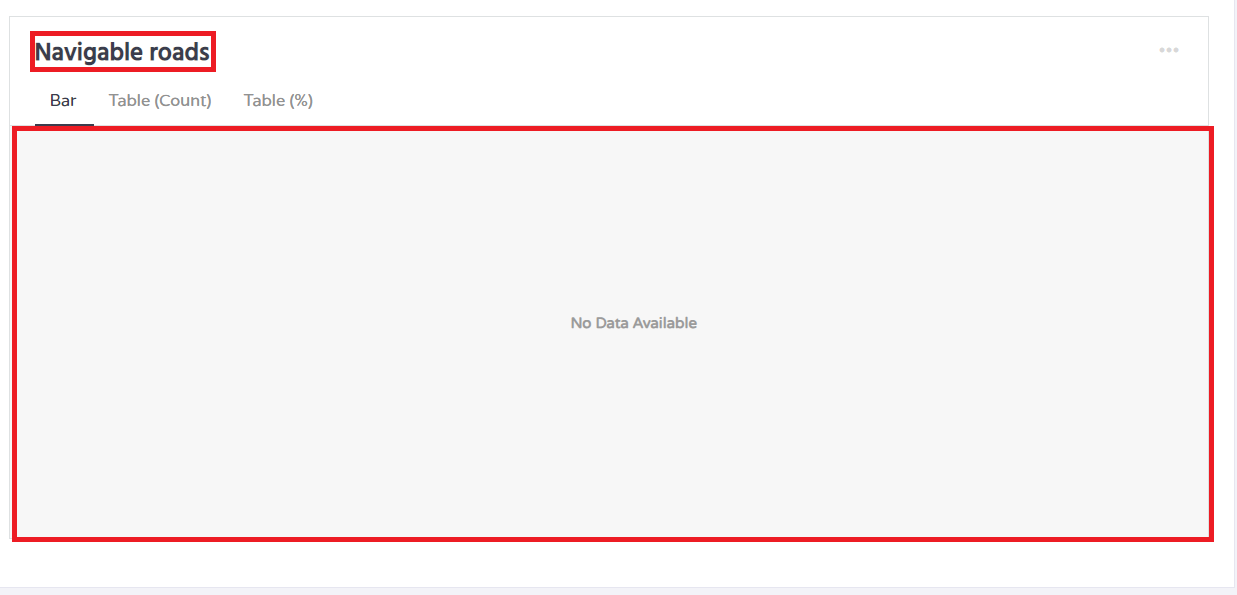 Navigable roads
Bar Table (Count) Table (%)
No Data Available